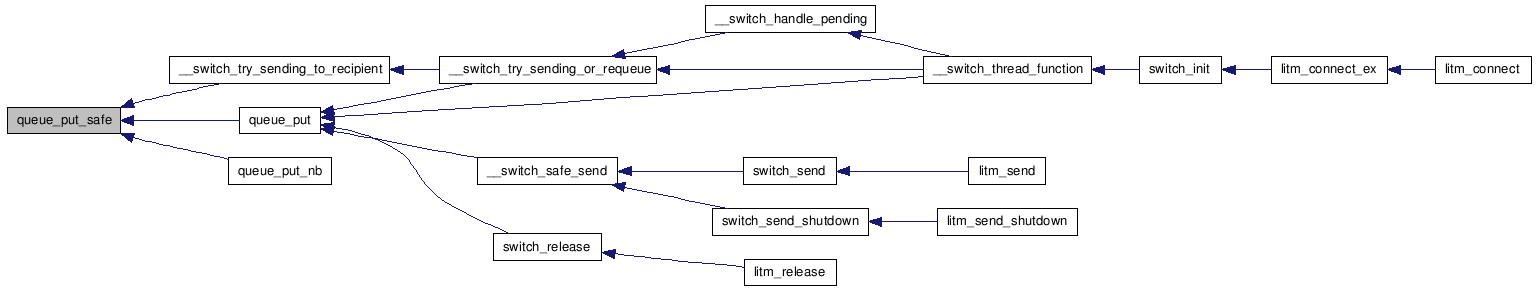 __switch_handle_pending
__switch_try_sending_to_recipient
__switch_try_sending_or_requeue
__switch_thread_function
switch_init
litm_connect_ex
litm_connect
queue_put_safe
queue_put
queue_put_nb
__switch_safe_send
switch_send
litm_send
switch_send_shutdown
litm_send_shutdown
switch_release
litm_release